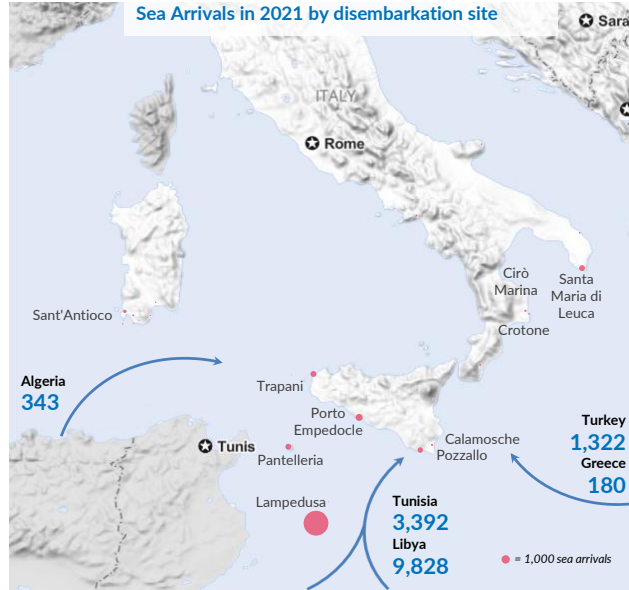 Sea Arrivals in 2021 by disembarkation site
Sara
ITALY
Rome
Cirò
Marina
Santa
Maria di
Leuca
Sant'Antioco
Crotone
Algeria
343
Trapani
Porto
Empedocle
Turkey
1,322
Greece
180
Tunis
Calamosche
Pozzallo
Pantelleria
Lampedusa
Tunisia
3,392
Libya
9,828
= 1,000 sea arrivals